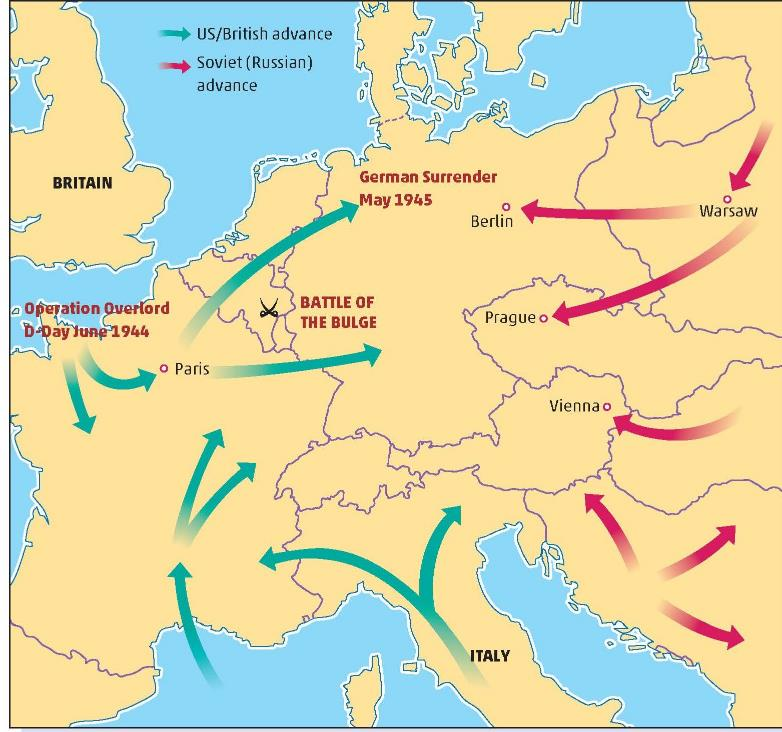 US/British advance
Soviet (Russian)
advance
BRITAIN
German Surrender
May 1945
Berlin
Warsaw
Operation Overlord
D-Day June 1944
BATTLE OF
THE BULGE
Prague
Paris
Vienna
ITALY